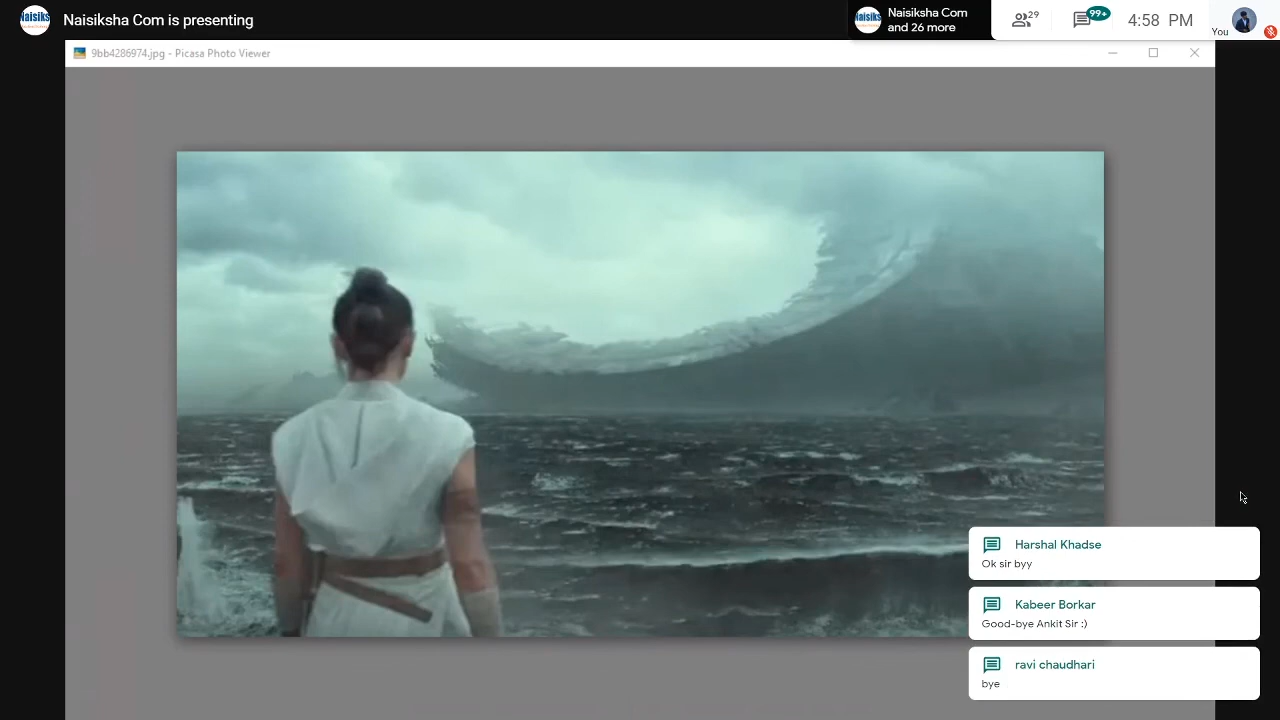 Naisiksha Com is presenting
Naisiksha Com
and 26 more
29
99+
4:58 PM
You
9bb4286974.jpg - Picasa Photo Viewer
Harshal Khadse
Ok sir byy
Kabeer Borkar
Good-bye Ankit Sir :)
ravi chaudhari
bye